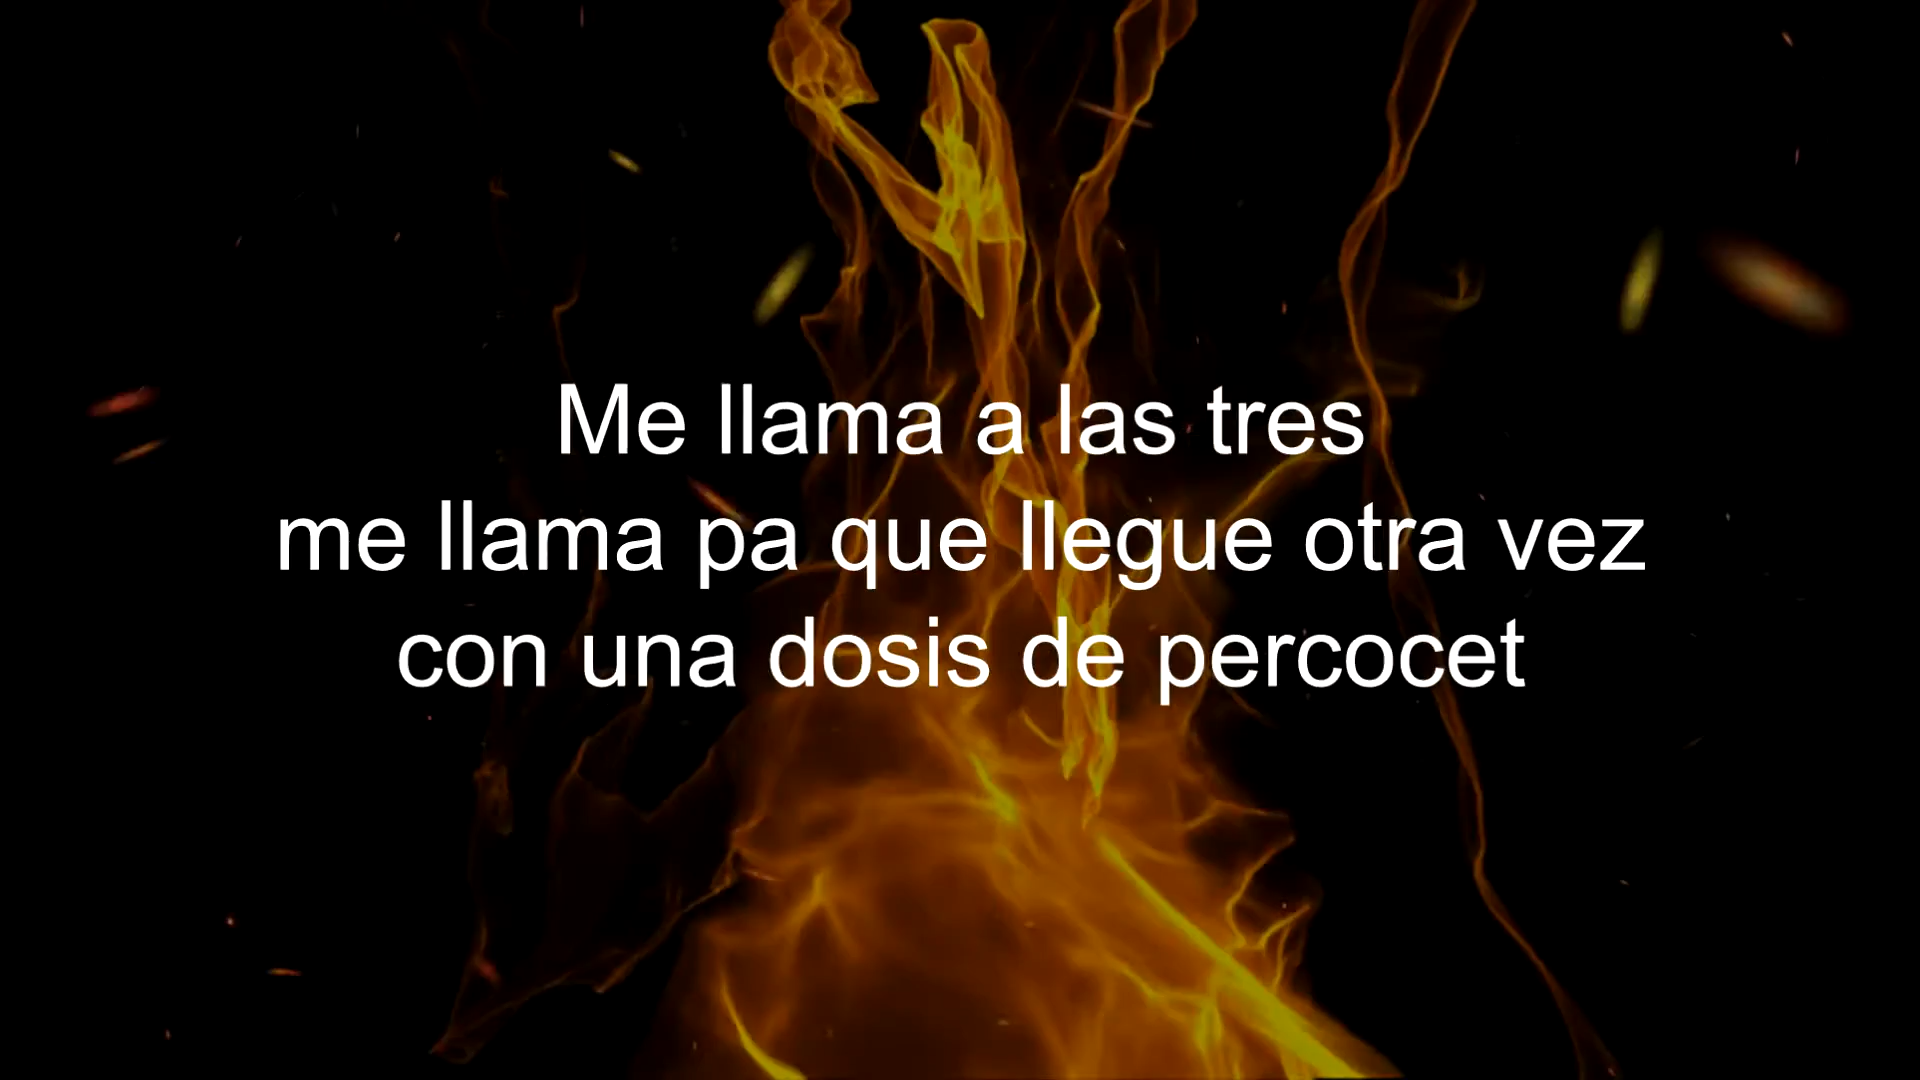 Me llama a las tres
me llama pa que llegue otra vez
con una dosis de percocet